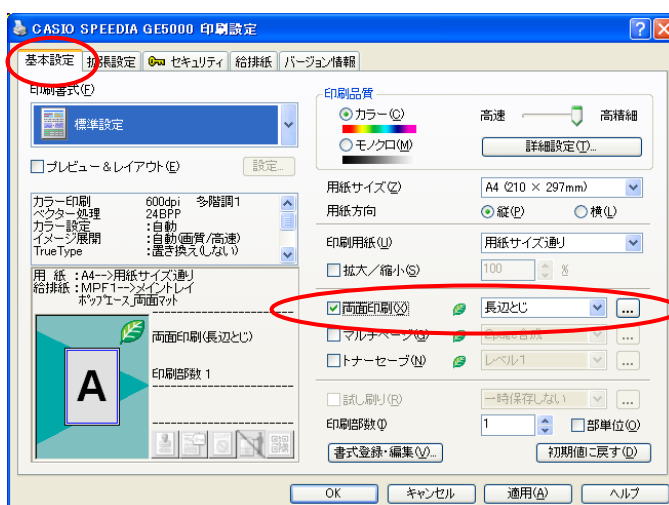 CASIO SPEEDIA GE5000 印刷設定
基本設定 拡張設定 セキュリティ 給排紙 バージョン情報
印刷書式(F)
標準設定
プレビュー&レイアウト(E) 設定...
カラー印刷 600dpi 多階調1
ベクター処理 24BPP
カラー設定 :自動
イメージ展開 :自動(画質/高速)
TrueType :置き換え(しない)
用 紙 :A4-->用紙サイズ通り
給排紙 :MPF1-->メイントレイ
ポップエース_両面マット
両面印刷(長辺とじ)
印刷部数 1
A
印刷品質
カラー(C) 高速 高精細
モノクロ(M) 詳細設定(T)...
用紙サイズ(Z) A4 (210 × 297mm)
用紙方向 縦(P) 横(L)
印刷用紙(U) 用紙サイズ通り
拡大/縮小(S) 100 %
両面印刷(X) 長辺とじ ...
マルチページ(G)
トナーセーブ(N) レベル1 ...
試し刷り(R) 一時保存しない ...
印刷部数(I) 1 部単位(O)
書式登録・編集(V)... 初期値に戻す(D)
OK キャンセル 適用(A) ヘルプ